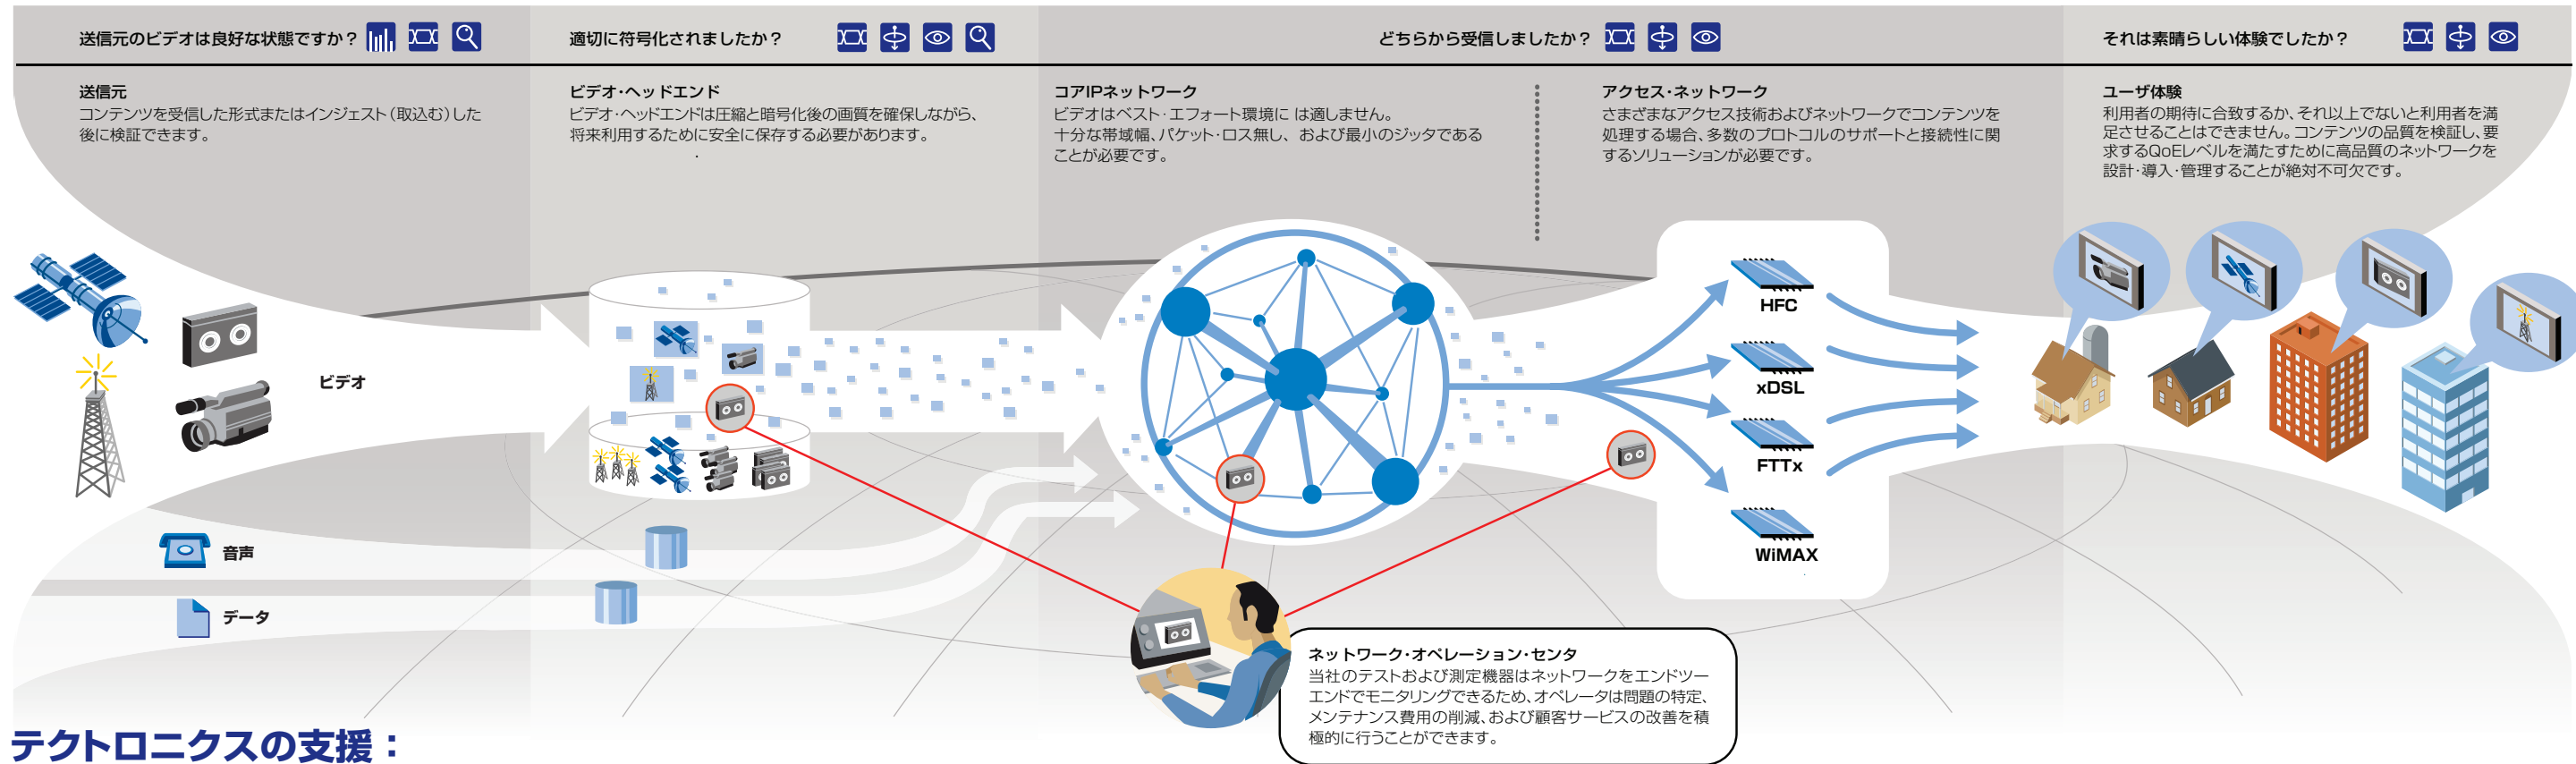 送信元のビデオは良好な状態ですか？
適切に符号化されましたか？
どちらから受信しましたか？
それは素晴らしい体験でしたか？
送信元
コンテンツを受信した形式またはインジェスト（取込む）した
後に検証できます。
ビデオ・ヘッドエンド
ビデオ・ヘッドエンドは圧縮と暗号化後の画質を確保しながら、
将来利用するために安全に保存する必要があります。
コアIPネットワーク
ビデオはベスト・エフォート環境に は適しません。
十分な帯域幅、パケット・ロス無し、および最小のジッタである
ことが必要です。
アクセス・ネットワーク
さまざまなアクセス技術およびネットワークでコンテンツを
処理する場合、多数のプロトコルのサポートと接続性に関
するソリューションが必要です。
ユーザ体験
利用者の期待に合致するか、それ以上でないと利用者を満
足させることはできません。コンテンツの品質を検証し、要
求するQoEレベルを満たすために高品質のネットワークを
設計・導入・管理することが絶対不可欠です。
ビデオ
HFC
xDSL
FTTx
WiMAX
音声
データ
ネットワーク・オペレーション・センタ
当社のテストおよび測定機器はネットワークをエンドツー
エンドでモニタリングできるため、オペレータは問題の特定、
メンテナンス費用の削減、および顧客サービスの改善を積
極的に行うことができます。
テクトロニクスの支援：